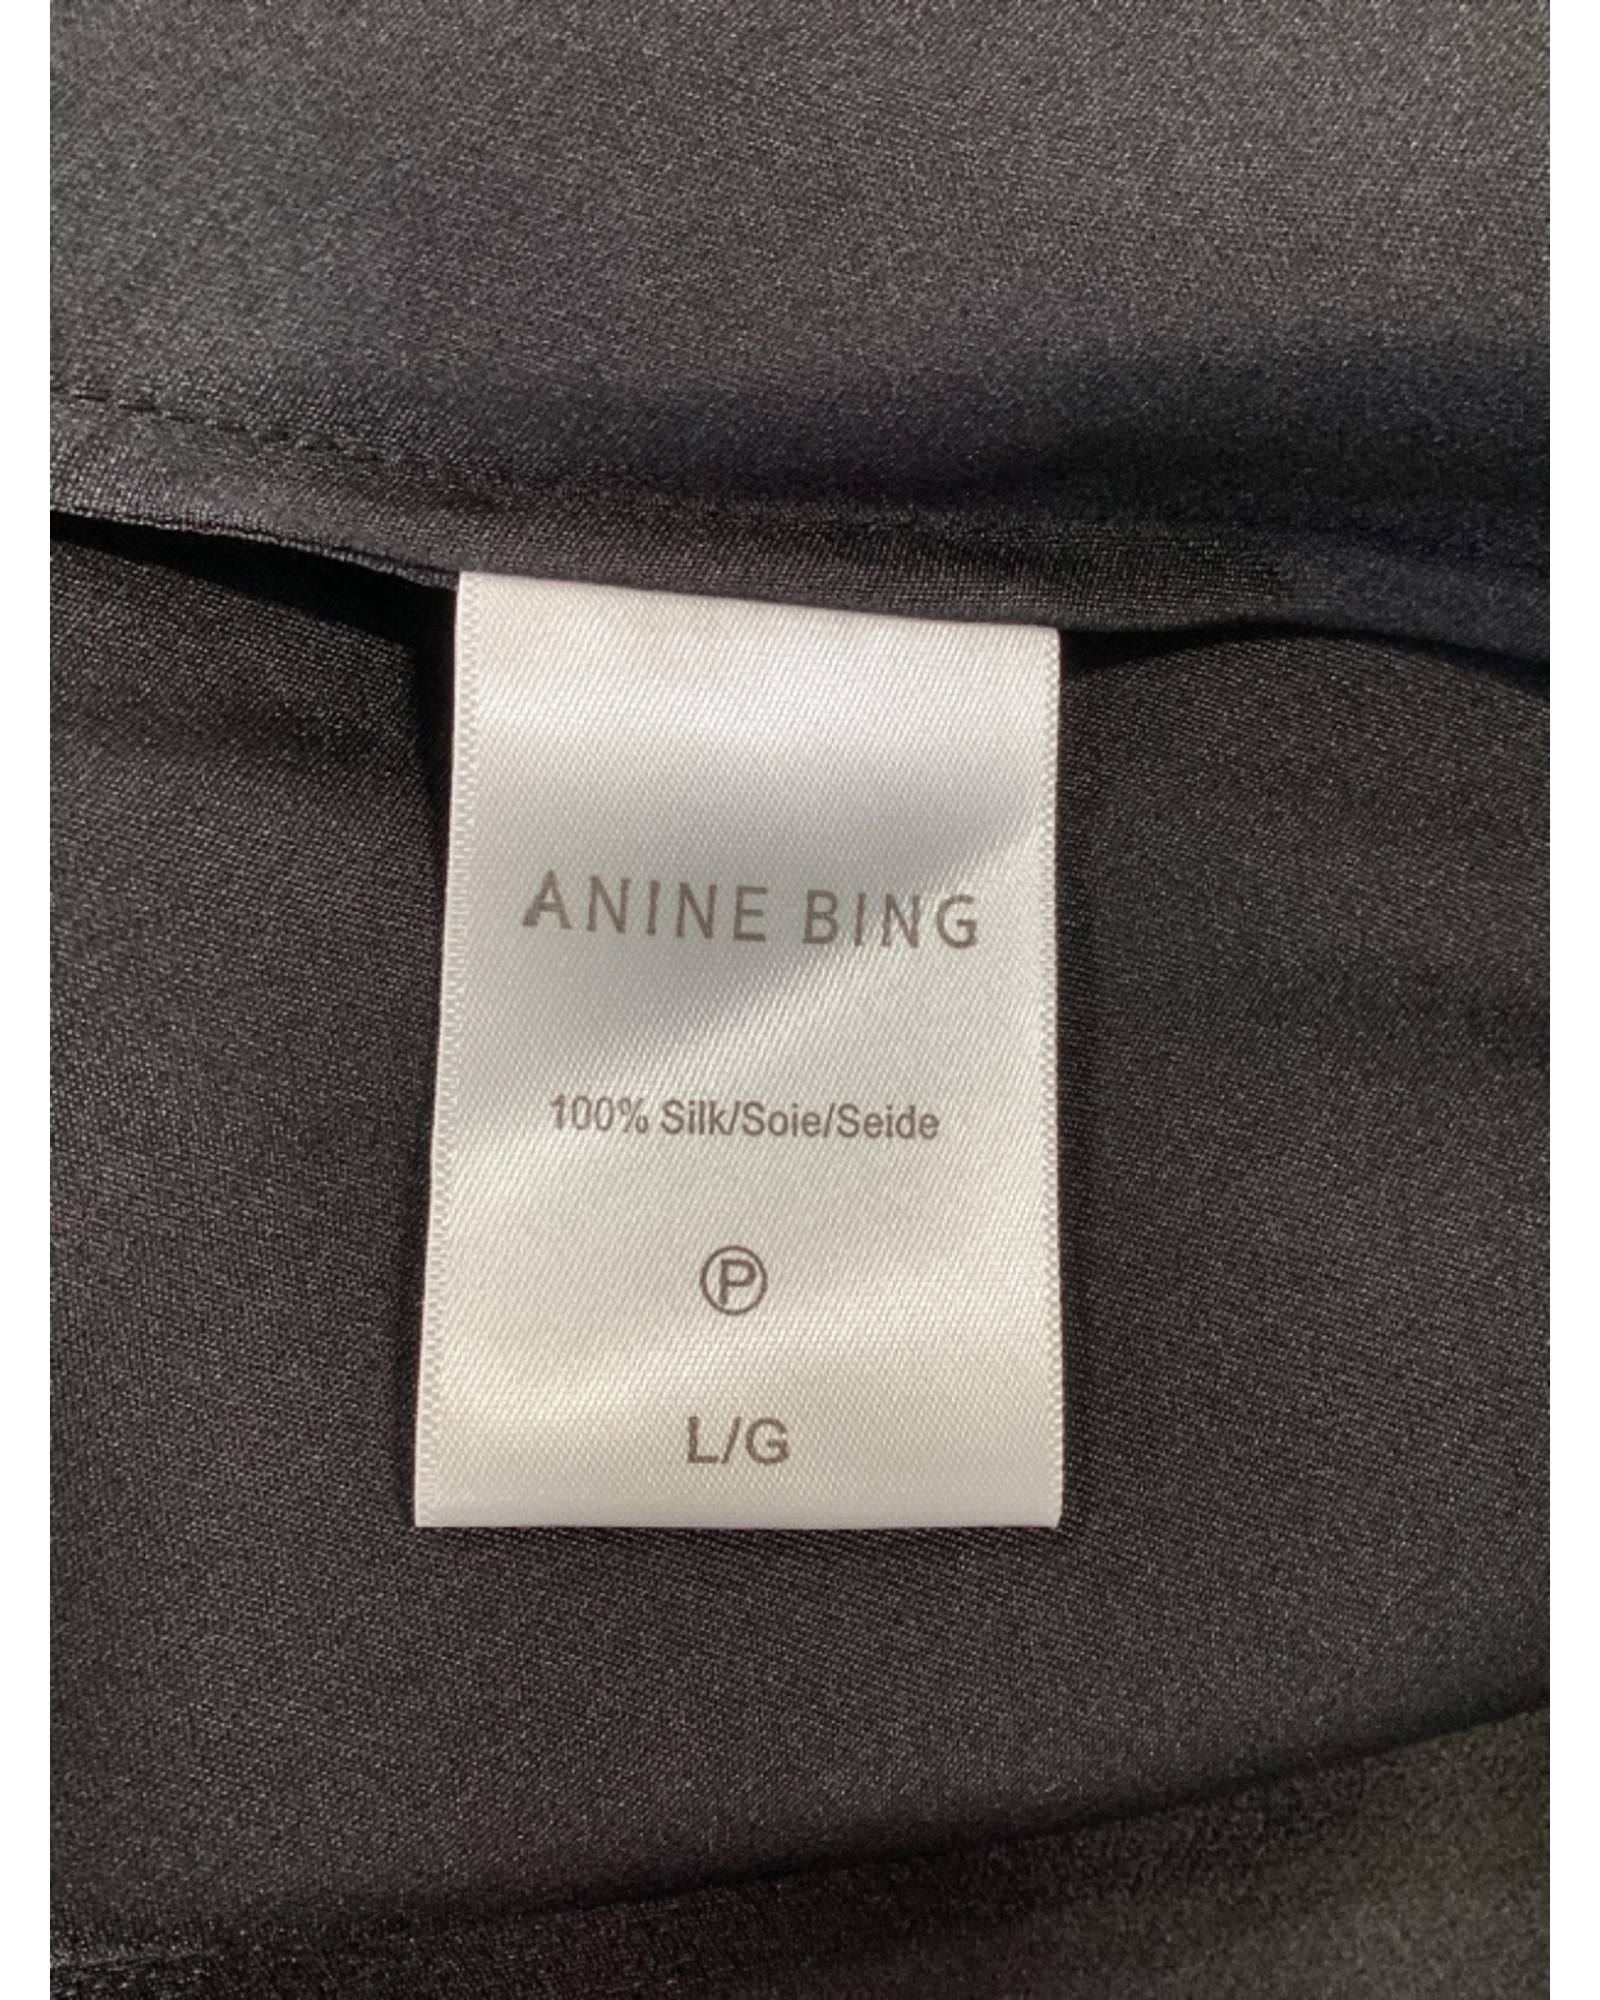 ANINE BING
100% Silk/Soie/Seide
P
L/G